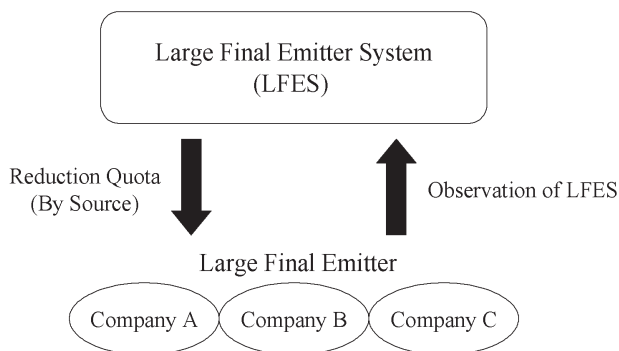 Large Final Emitter System
(LFES)
Reduction Quota
(By Source)
Observation of LFES
Large Final Emitter
Company A
Company B
Company C